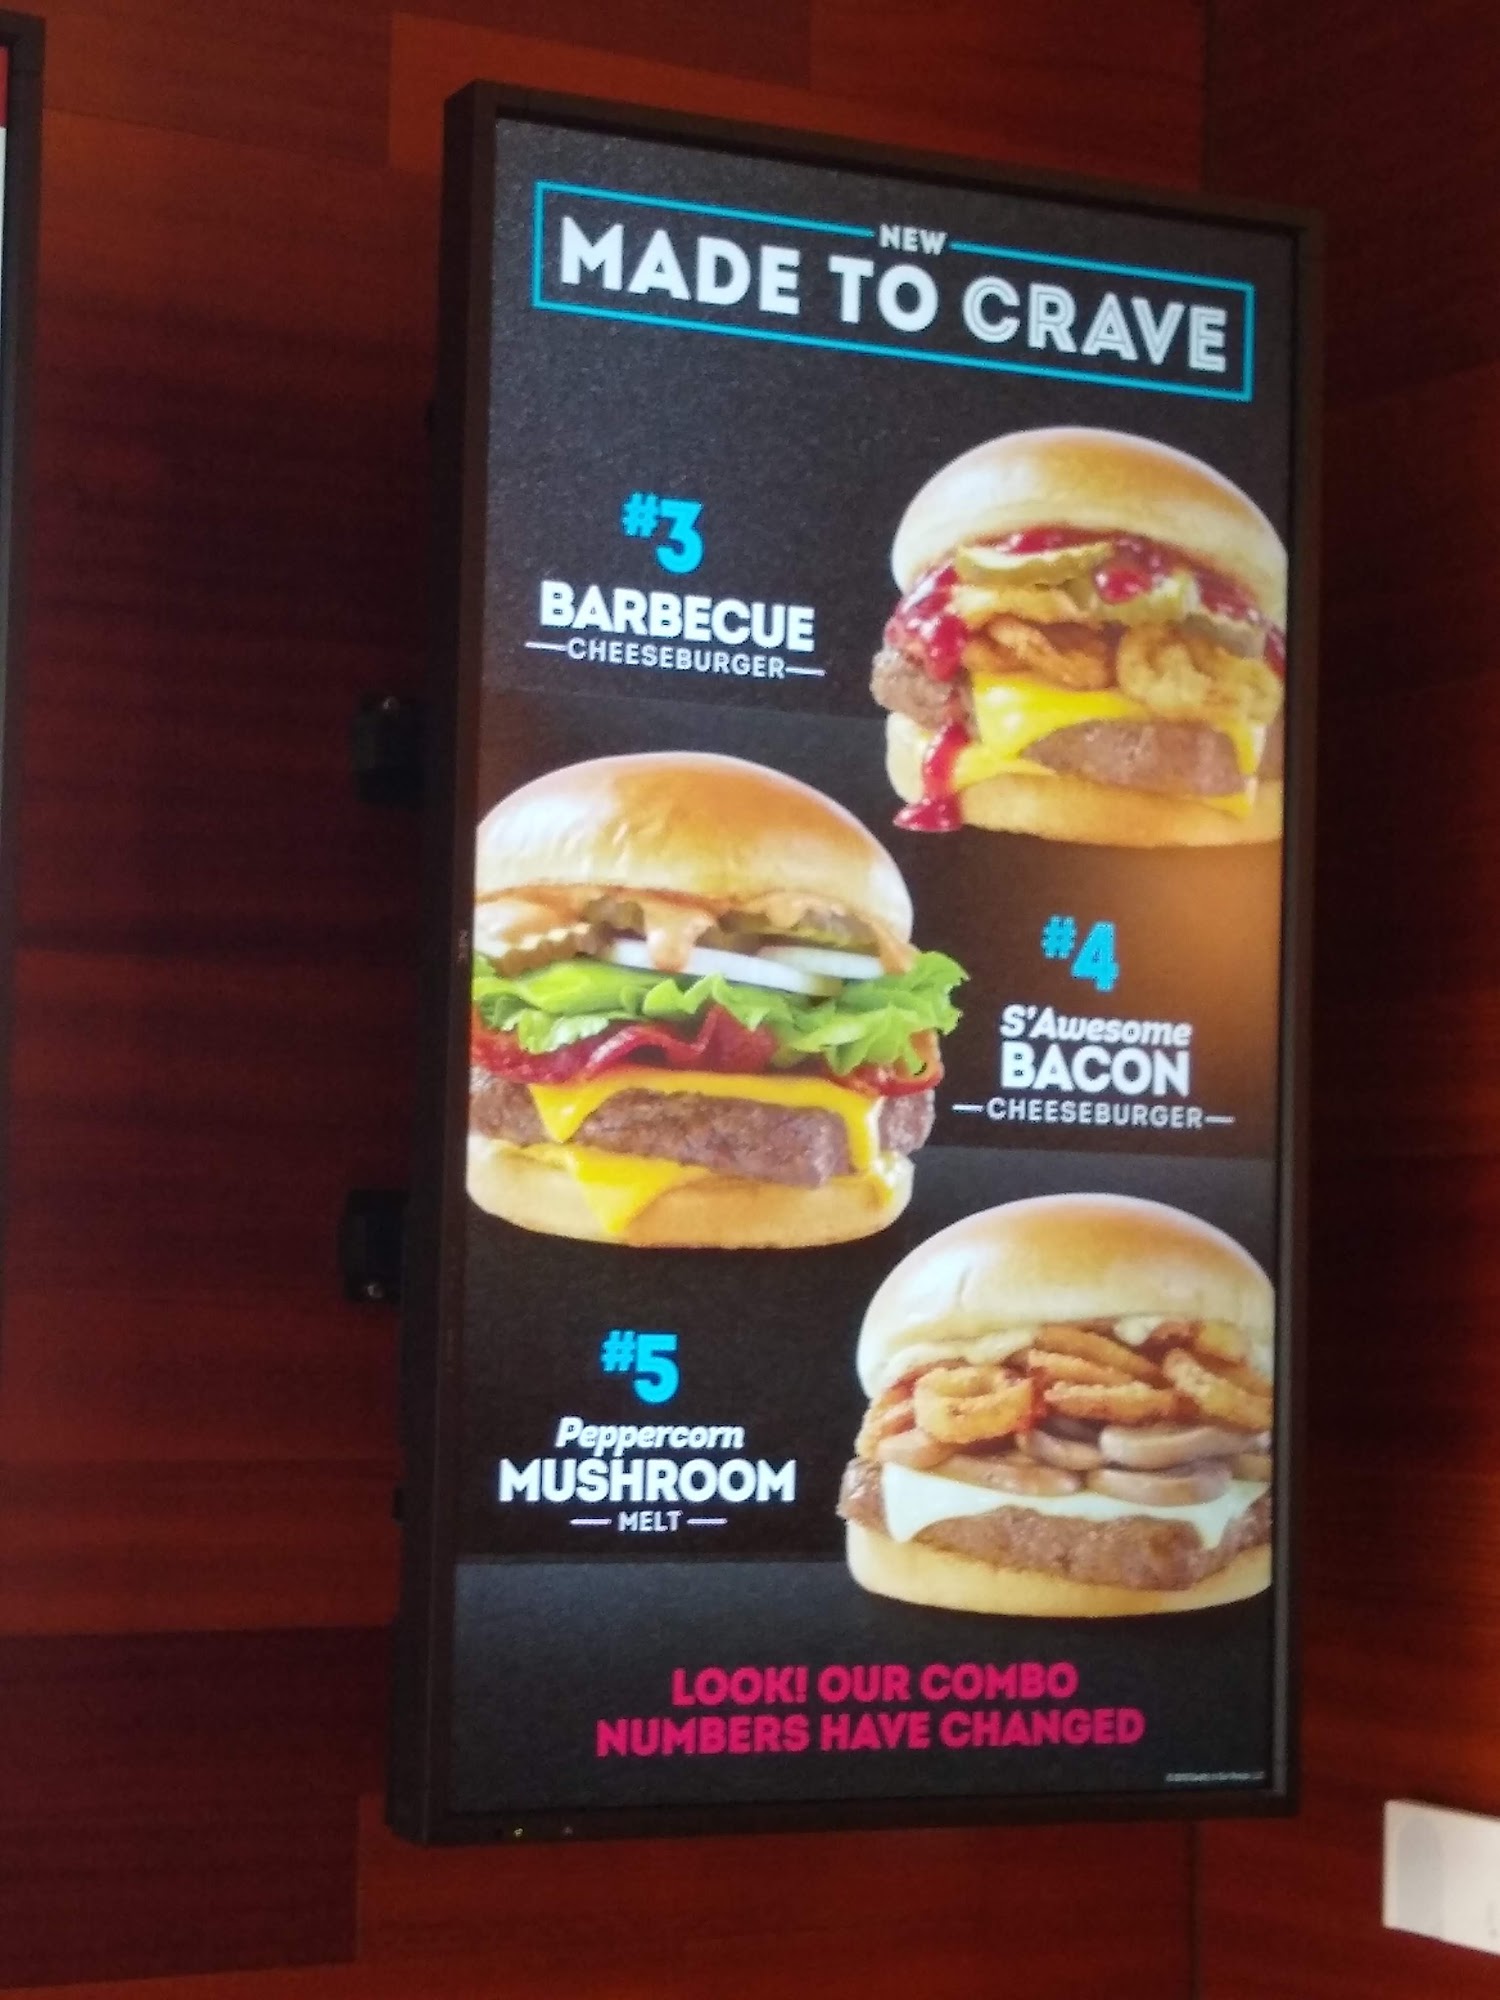 NEW
MADE TO CRAVE
#3
BARBECUE
CHEESEBURGER
#4
S'Awesome
BACON
CHEESEBURGER
#5
Peppercorn
MUSHROOM
MELT
LOOK! OUR COMBO
NUMBERS HAVE CHANGED